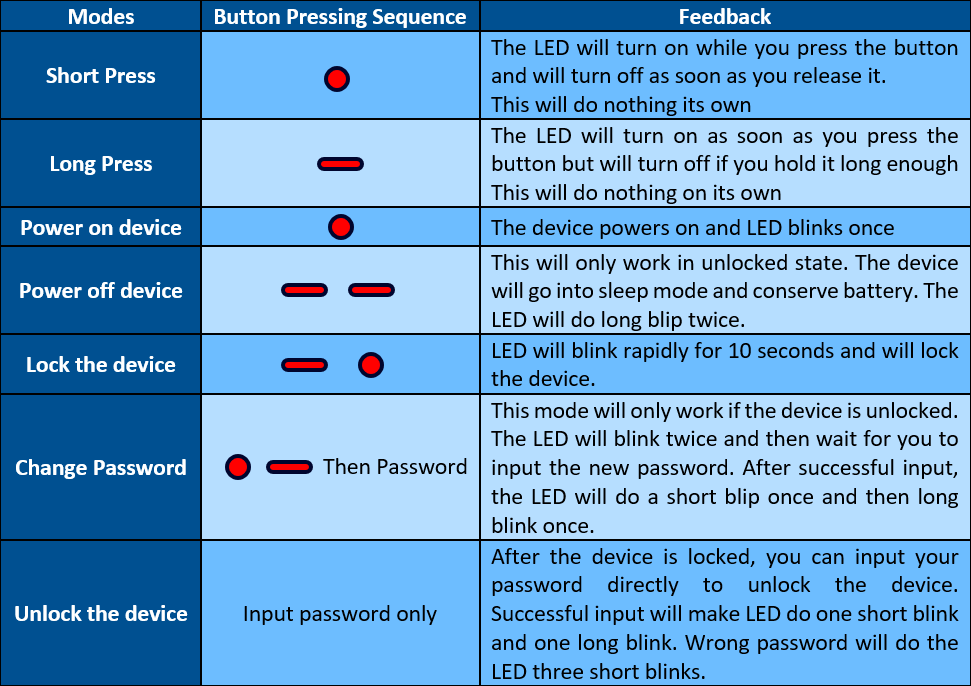 Modes Button Pressing Sequence Feedback
Short Press
The LED will turn on while you press the button
and will turn off as soon as you release it.
This will do nothing its own
Long Press
The LED will turn on as soon as you press the
button but will turn off if you hold it long enough
This will do nothing on its own
Power on device
The device powers on and LED blinks once
Power off device
This will only work in unlocked state. The device
will go into sleep mode and conserve battery. The
LED will do long blip twice.
Lock the device
LED will blink rapidly for 10 seconds and will lock
the device.
Change Password
Then Password
This mode will only work if the device is unlocked.
The LED will blink twice and then wait for you to
input the new password. After successful input,
the LED will do a short blip once and then long
blink once.
Unlock the device
Input password only
After the device is locked, you can input your
password directly to unlock the device.
Successful input will make LED do one short blink
and one long blink. Wrong password will do the
LED three short blinks.